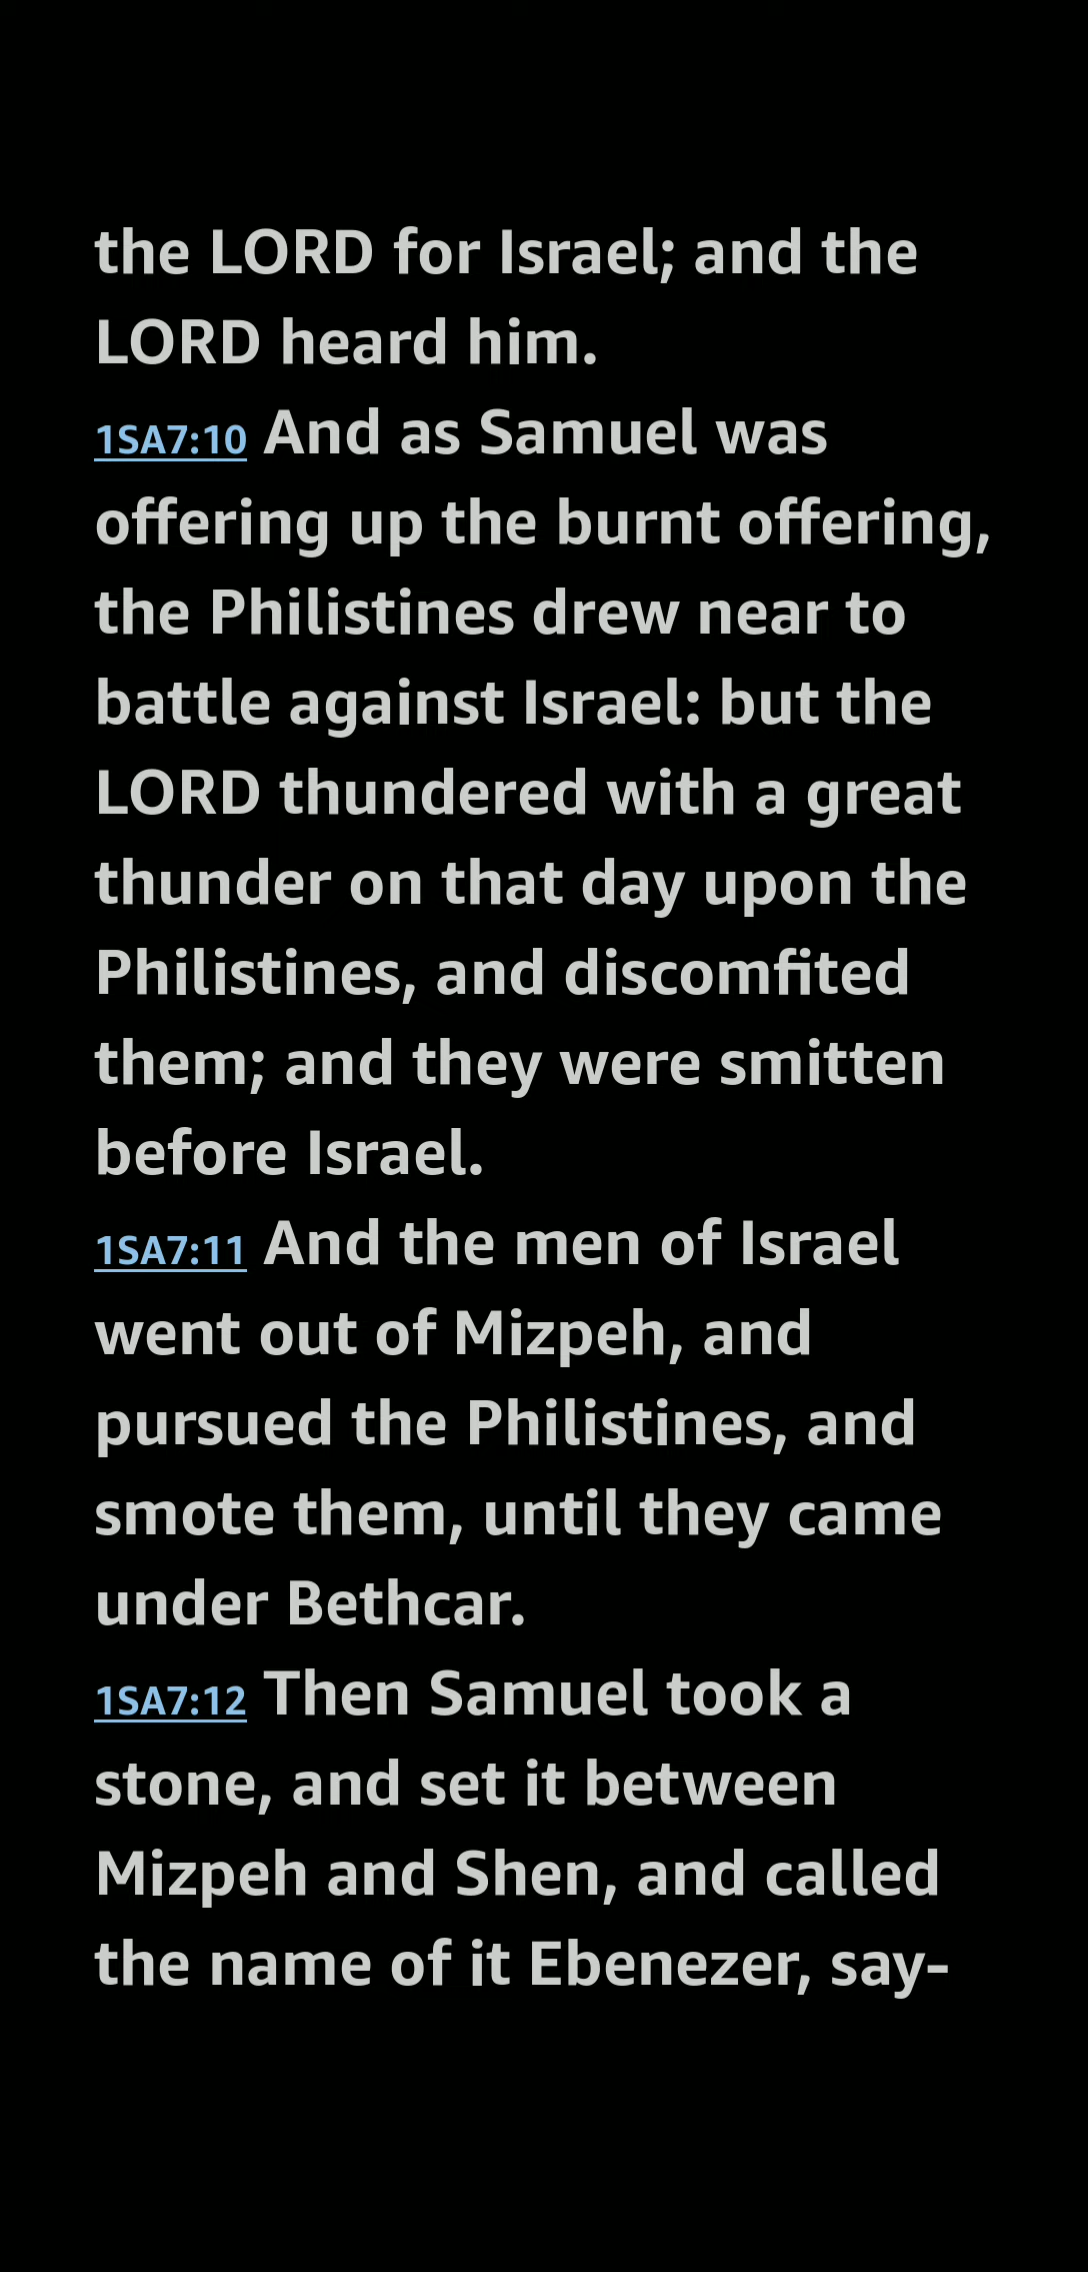 the LORD for Israel; and the
LORD heard him.
1SA7:10 And as Samuel was
offering up the burnt offering,
the Philistines drew near to
battle against Israel: but the
LORD thundered with a great
thunder on that day upon the
Philistines, and discomfited
them; and they were smitten
before Israel.
1SA7:11 And the men of Israel
went out of Mizpeh, and
pursued the Philistines, and
smote them, until they came
under Bethcar.
1SA7:12 Then Samuel took a
stone, and set it between
Mizpeh and Shen, and called
the name of it Ebenezer, say-